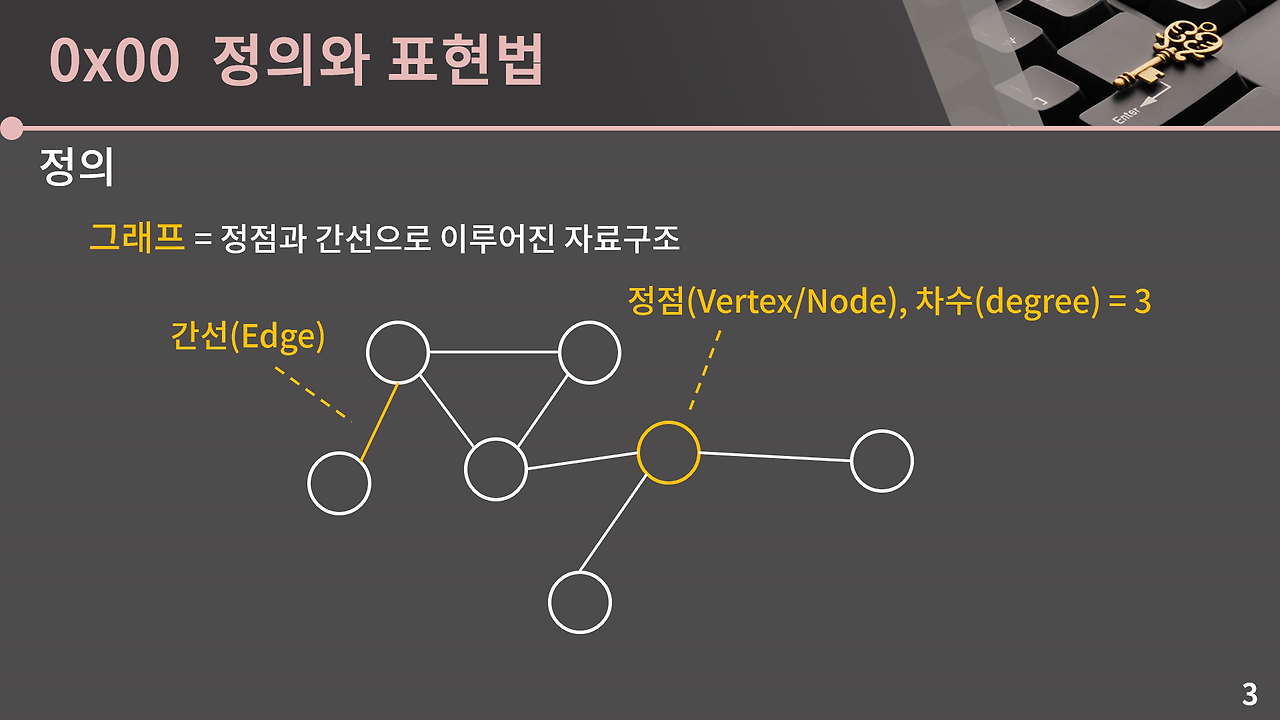 0x00 정의와 표현법
Enter
정의
그래프 = 정점과 간선으로 이루어진 자료구조
정점(Vertex/Node), 차수(degree) = 3
간선(Edge)
3